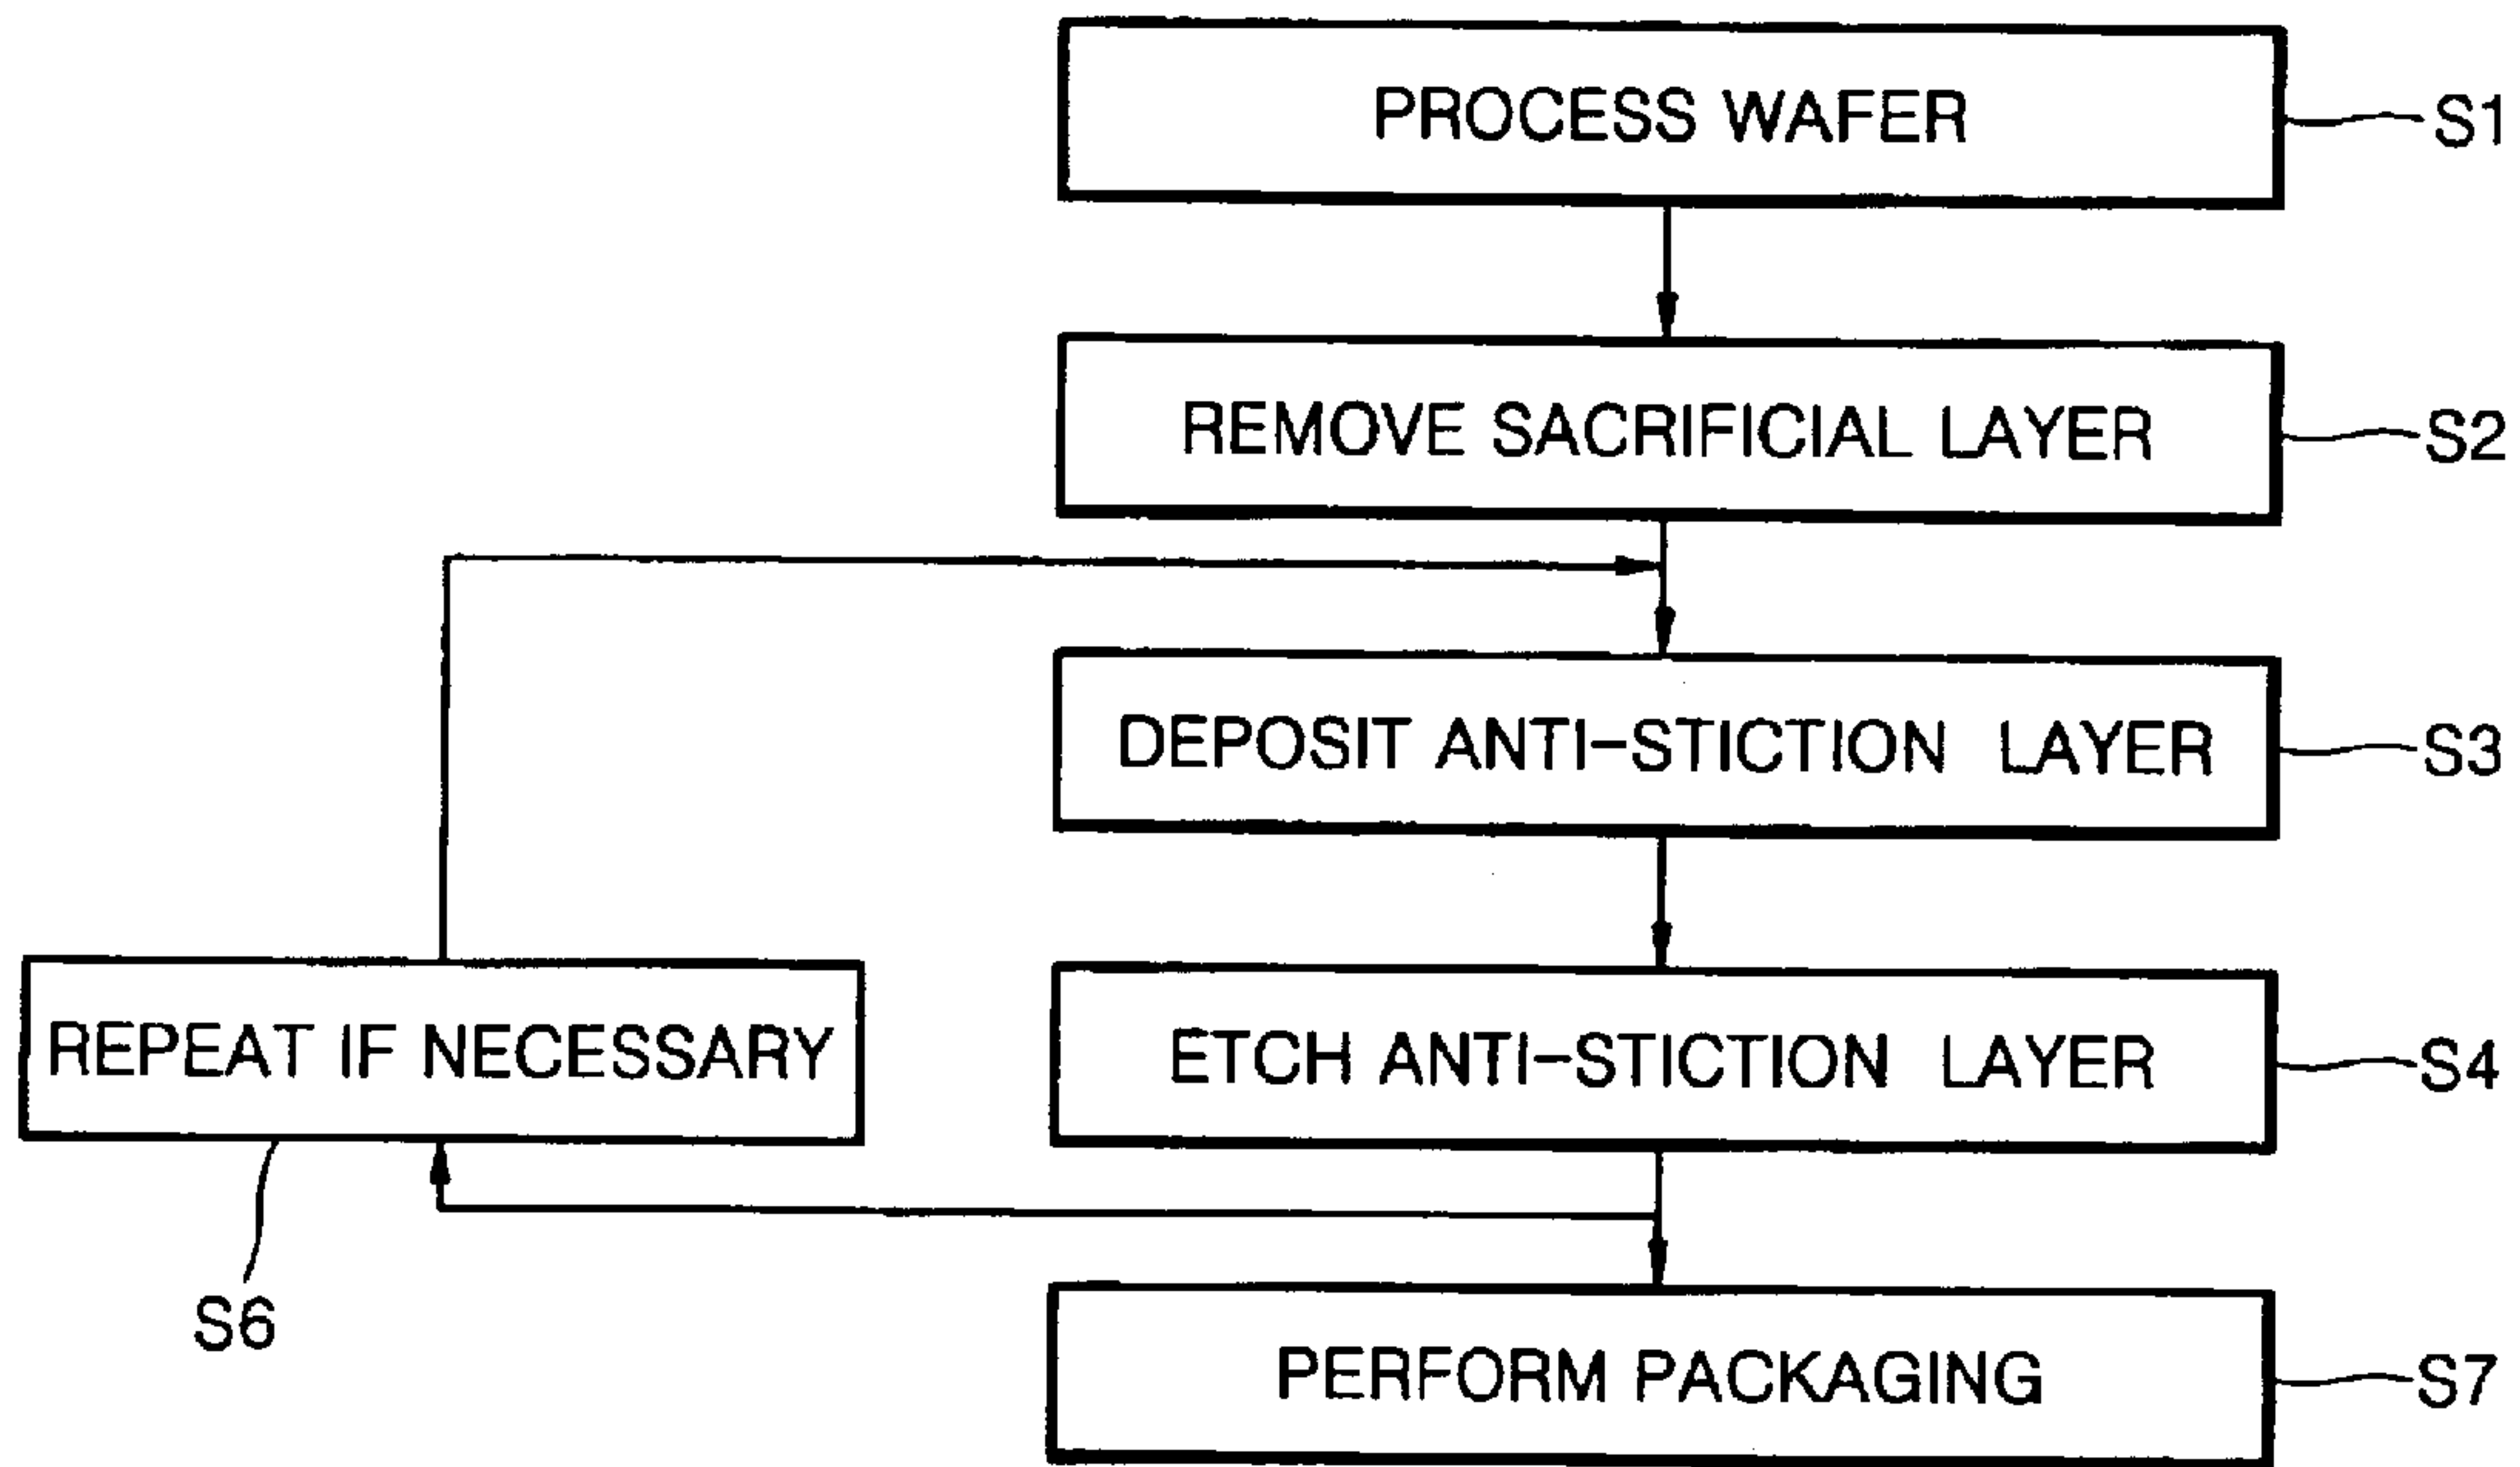 PROCESS WAFER
S1
REMOVE SACRIFICIAL LAYER
S2
DEPOSIT ANTI-STICTION LAYER
S3
REPEAT IF NECESSARY
ETCH ANTI-STICTION LAYER
S4
S6
PERFORM PACKAGING
S7